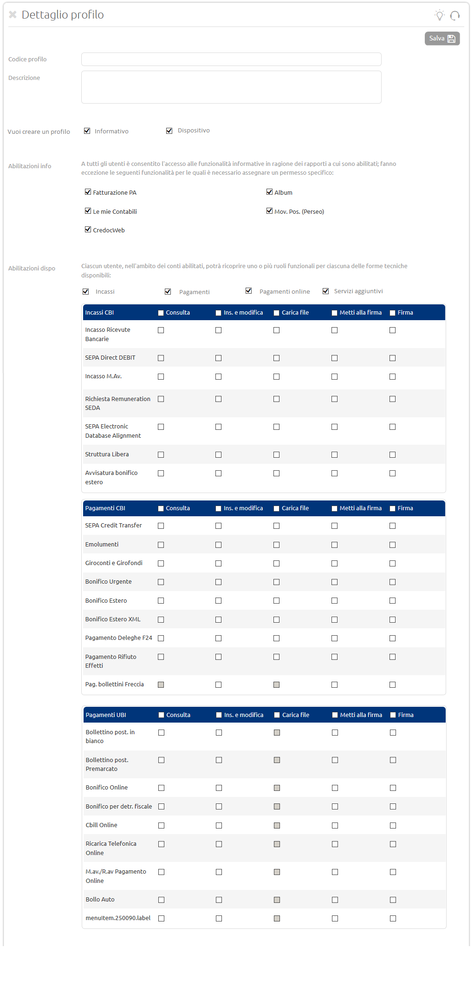 Dettaglio profilo
Salva
Codice profilo
Descrizione
Vuoi creare un profilo Informativo Dispositivo
Abilitazioni info A tutti gli utenti è consentito l'accesso alle funzionalità informative in ragione dei rapporti a cui sono abilitati; fanno
eccezione le seguenti funzionalità per le quali è necessario assegnare un permesso specifico:
Fatturazione PA Album
Le mie Contabili Mov. Pos. (Perseo)
CredocWeb
Abilitazioni dispo Ciascun utente, nell'ambito dei conti abilitati, potrà ricoprire uno o più ruoli funzionali per ciascuna delle forme tecniche
disponibili:
Incassi Pagamenti Pagamenti online Servizi aggiuntivi
Incassi CBI Consulta Ins. e modifica Carica file Metti alla firma Firma
Incasso Ricevute
Bancarie
SEPA Direct DEBIT
Incasso M.Av.
Richiesta Remuneration
SEDA
SEPA Electronic
Database Alignment
Struttura Libera
Avvisatura bonifico
estero
Pagamenti CBI Consulta Ins. e modifica Carica file Metti alla firma Firma
SEPA Credit Transfer
Emolumenti
Giroconti e Girofondi
Bonifico Urgente
Bonifico Estero
Bonifico Estero XML
Pagamento Deleghe F24
Pagamento Rifiuto
Effetti
Pag. bollettini Freccia
Pagamenti UBI Consulta Ins. e modifica Carica file Metti alla firma Firma
Bollettino post. in
bianco
Bollettino post.
Premarcato
Bonifico Online
Bonifico per detr. fiscale
Cbill Online
Ricarica Telefonica
Online
M.av./R.av Pagamento
Online
Bollo Auto
menuItem.250090.label